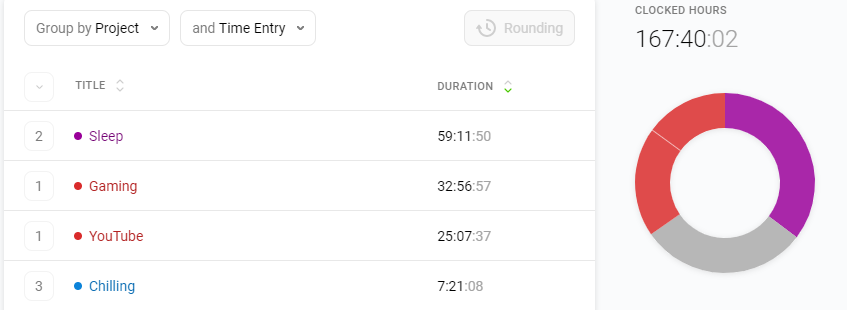 Group by Project and Time Entry Rounding
TITLE DURATION
2 Sleep 59:11:50
1 Gaming 32:56:57
1 YouTube 25:07:37
3 Chilling 7:21:08
CLOCKED HOURS
167:40:02